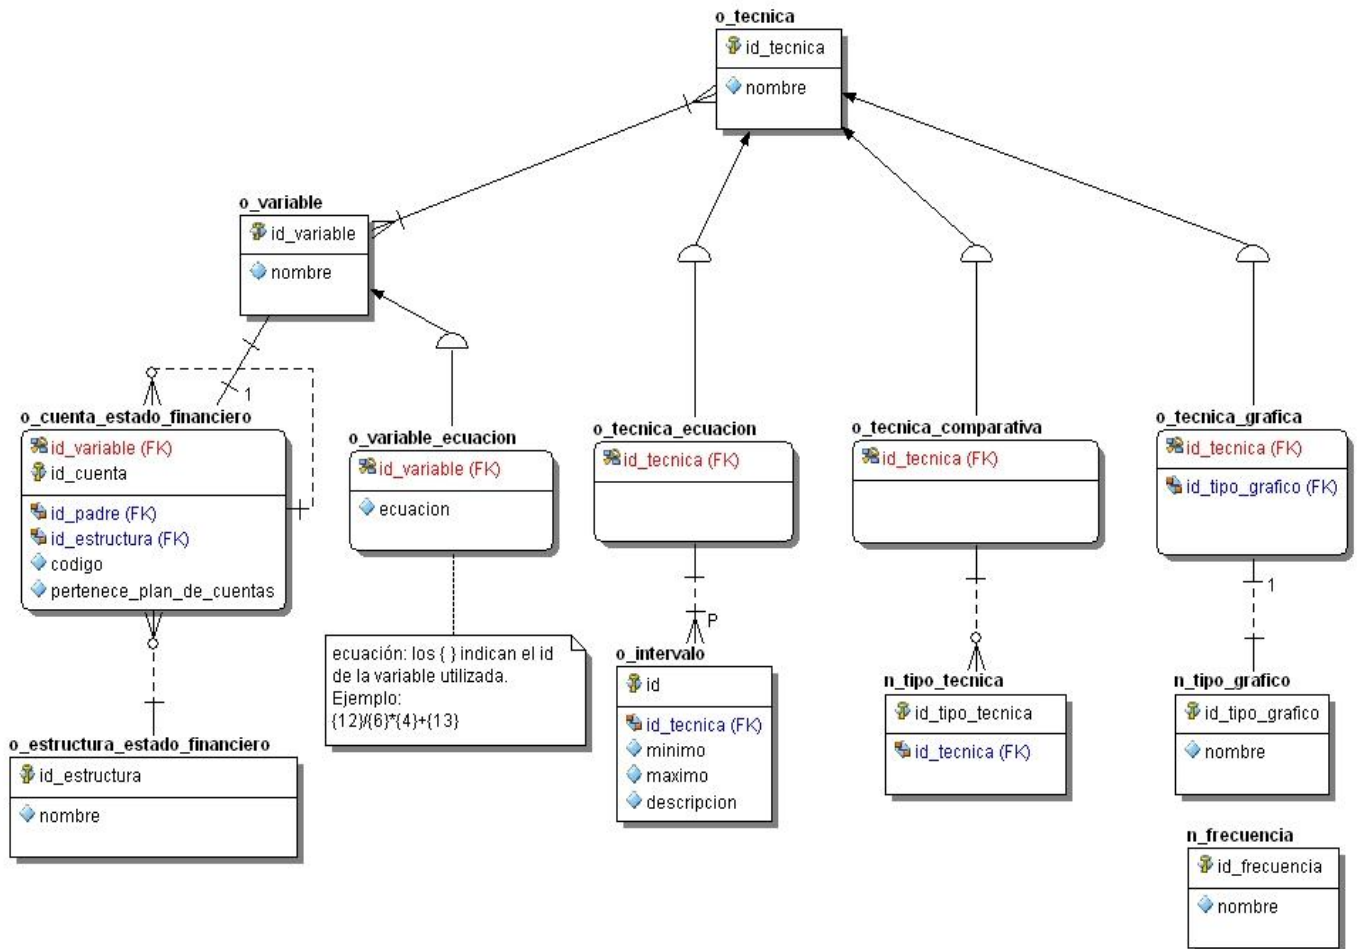 o_tecnica
id_tecnica
nombre
o_variable
id_variable
nombre
1
o_cuenta_estado_financiero
id_variable (FK)
id_cuenta
id_padre (FK)
id_estructura (FK)
codigo
pertenece_plan_de_cuentas
o_variable_ecuacion
id_variable (FK)
ecuacion
o_tecnica_ecuacion
id_tecnica (FK)
o_tecnica_comparativa
id_tecnica (FK)
o_tecnica_grafica
id_tecnica (FK)
id_tipo_grafico (FK)
1
P
ecuación: los { } indican el id
de la variable utilizada.
Ejemplo:
{12}/{6}*{4}+{13}
o_intervalo
id
id_tecnica (FK)
minimo
maximo
descripcion
n_tipo_tecnica
id_tipo_tecnica
id_tecnica (FK)
n_tipo_grafico
id_tipo_grafico
nombre
o_estructura_estado_financiero
id_estructura
nombre
n_frecuencia
id_frecuencia
nombre